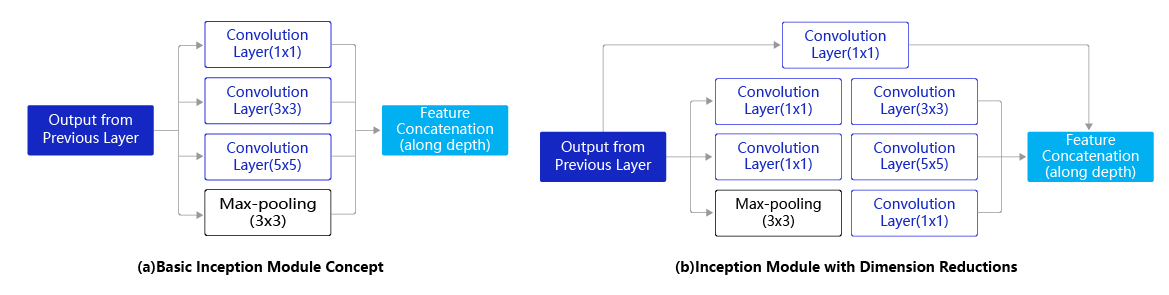 Convolution
Layer(1x1)
Convolution
Layer(3x3)
Output from
Previous Layer
Convolution
Layer(5x5)
Max-pooling
(3x3)
Feature
Concatenation
(along depth)
(a)Basic Inception Module Concept
Convolution
Layer(1x1)
Output from
Previous Layer
Convolution
Layer(1x1)
Convolution
Layer(3x3)
Convolution
Layer(1x1)
Convolution
Layer(5x5)
Max-pooling
(3x3)
Convolution
Layer(1x1)
Feature
Concatenation
(along depth)
(b)Inception Module with Dimension Reductions